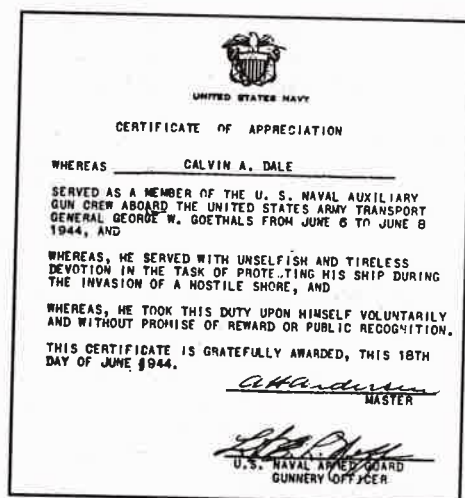 UNITED STATES NAVY
CERTIFICATE OF APPRECIATION
WHEREAS CALVIN A. DALE
SERVED AS A MEMBER OF THE U. S. NAVAL AUXILIARY
GUN CREW ABOARD THE UNITED STATES ARMY TRANSPORT
GENERAL GEORGE W. GOETHALS FROM JUNE 6 TO JUNE 8
1944, AND
WHEREAS, HE SERVED WITH UNSELFISH AND TIRELESS
DEVOTION IN THE TASK OF PROTE..TING HIS SHIP DURING
THE INVASION OF A HOSTILE SHORE, AND
WHEREAS, HE TOOK THIS DUTY UPON HIMSELF VOLUNTARILY
AND WITHOUT PROMISE OF REWARD OR PUBLIC RECOGNITION.
THIS CERTIFICATE IS GRATEFULLY AWARDED, THIS 18TH
DAY OF JUNE 1944.
AHAndersen
MASTER
U.S. NAVAL ARMED GUARD
GUNNERY OFFICER